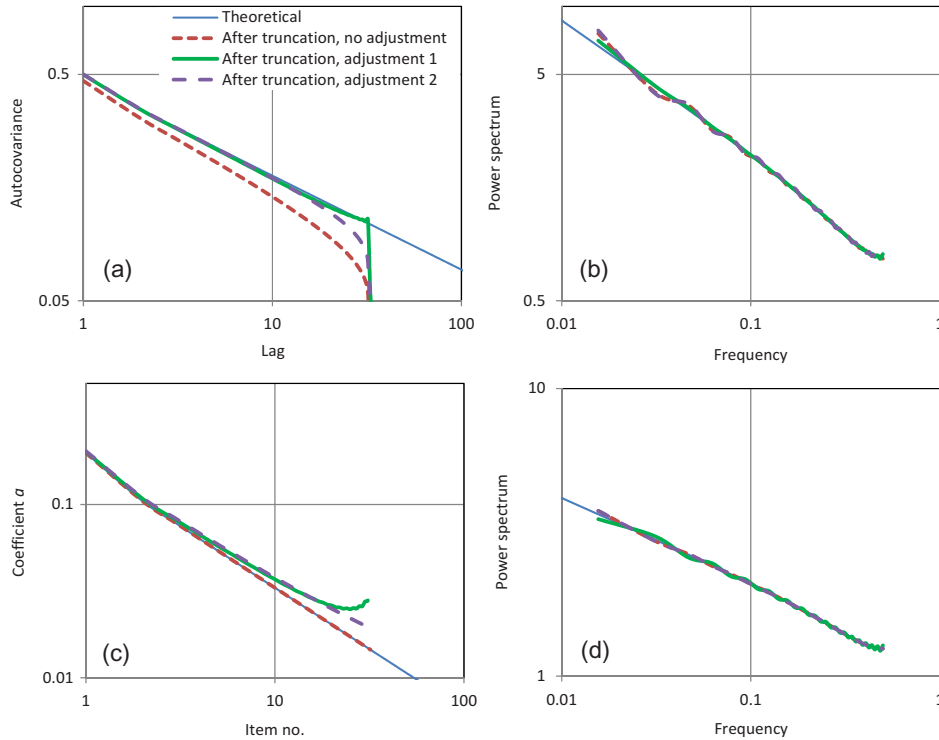 Theoretical
After truncation, no adjustment
After truncation, adjustment 1
After truncation, adjustment 2
0.5
0.05
1
10
100
Autocovariance
Lag
(a)
5
0.5
0.01
0.1
1
Power spectrum
Frequency
(b)
0.1
0.01
1
10
100
Coefficient a
Item no.
(c)
10
1
0.01
0.1
1
Power spectrum
Frequency
(d)